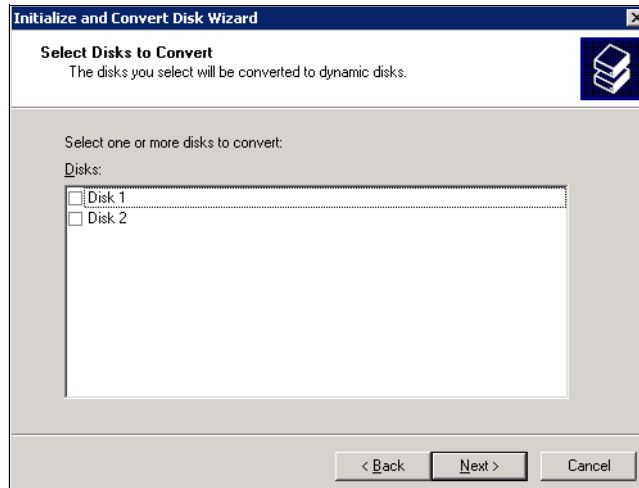 Initialize and Convert Disk Wizard
Select Disks to Convert
The disks you select will be converted to dynamic disks.
Select one or more disks to convert:
Disks:
Disk 1
Disk 2
< Back
Next >
Cancel